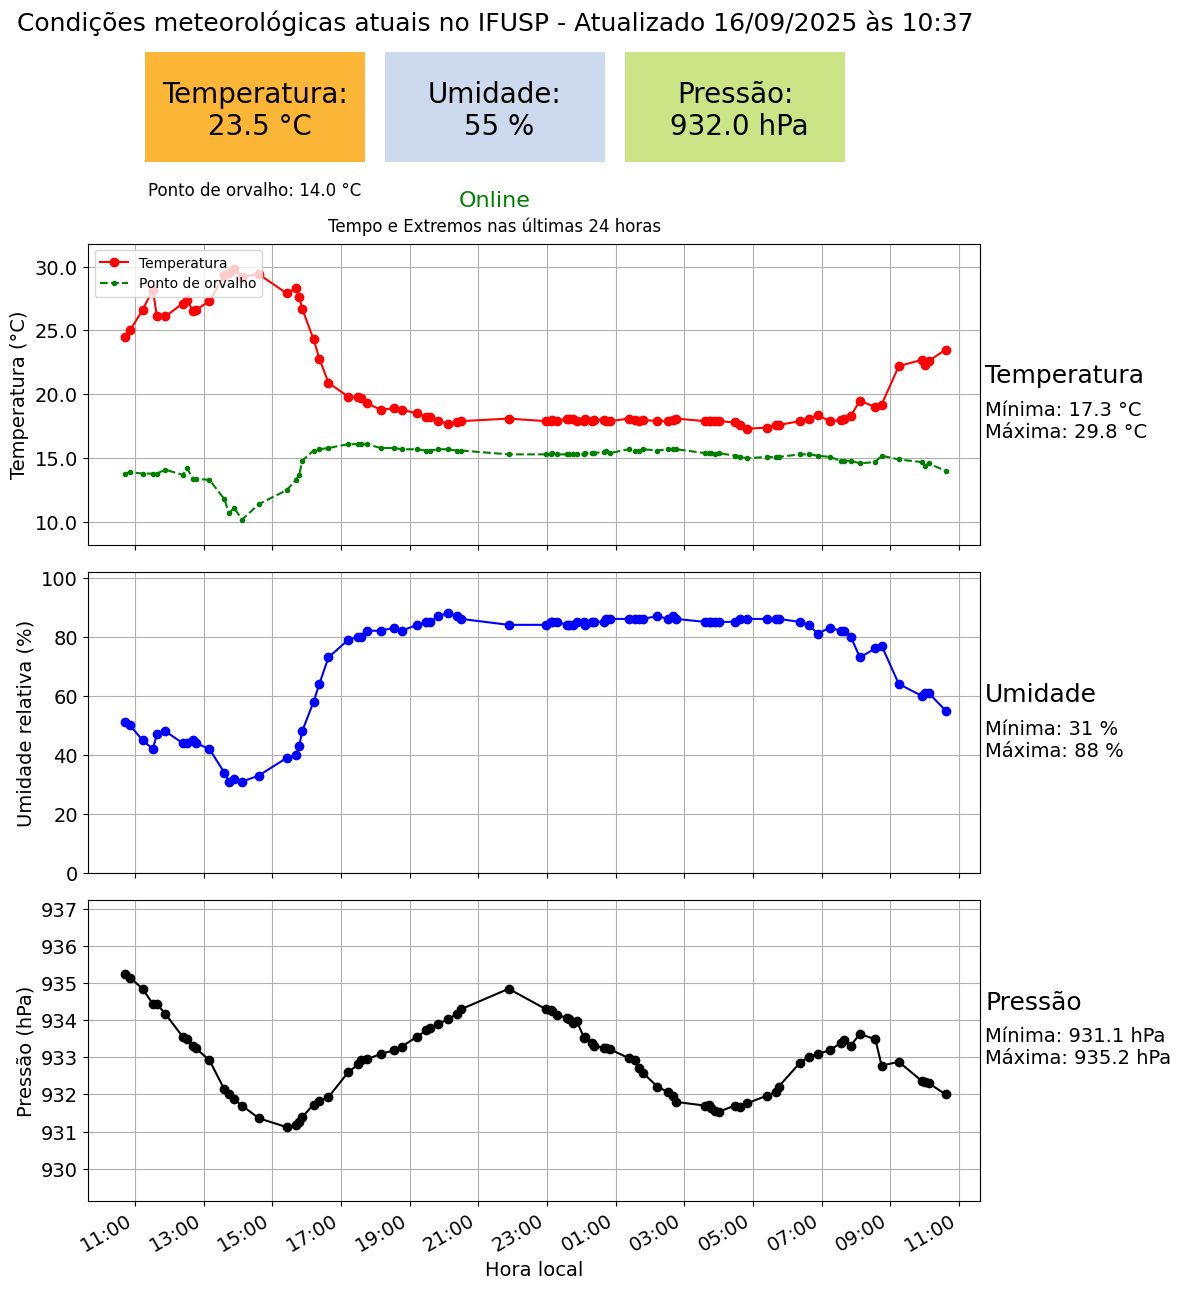 Condições meteorológicas atuais no IFUSP - Atualizado 16/09/2025 às 10:37
Temperatura:
23.5 °C
Umidade:
55 %
Pressão:
932.0 hPa
Ponto de orvalho: 14.0 °C
Online
Tempo e Extremos nas últimas 24 horas
Temperatura (°C)
30.0
25.0
20.0
15.0
10.0
Temperatura
Ponto de orvalho
Temperatura
Mínima: 17.3 °C
Máxima: 29.8 °C
Umidade relativa (%)
100
80
60
40
20
0
Umidade
Mínima: 31 %
Máxima: 88 %
Pressão (hPa)
937
936
935
934
933
932
931
930
Pressão
Mínima: 931.1 hPa
Máxima: 935.2 hPa
11:00 13:00 15:00 17:00 19:00 21:00 23:00 01:00 03:00 05:00 07:00 09:00 11:00
Hora local